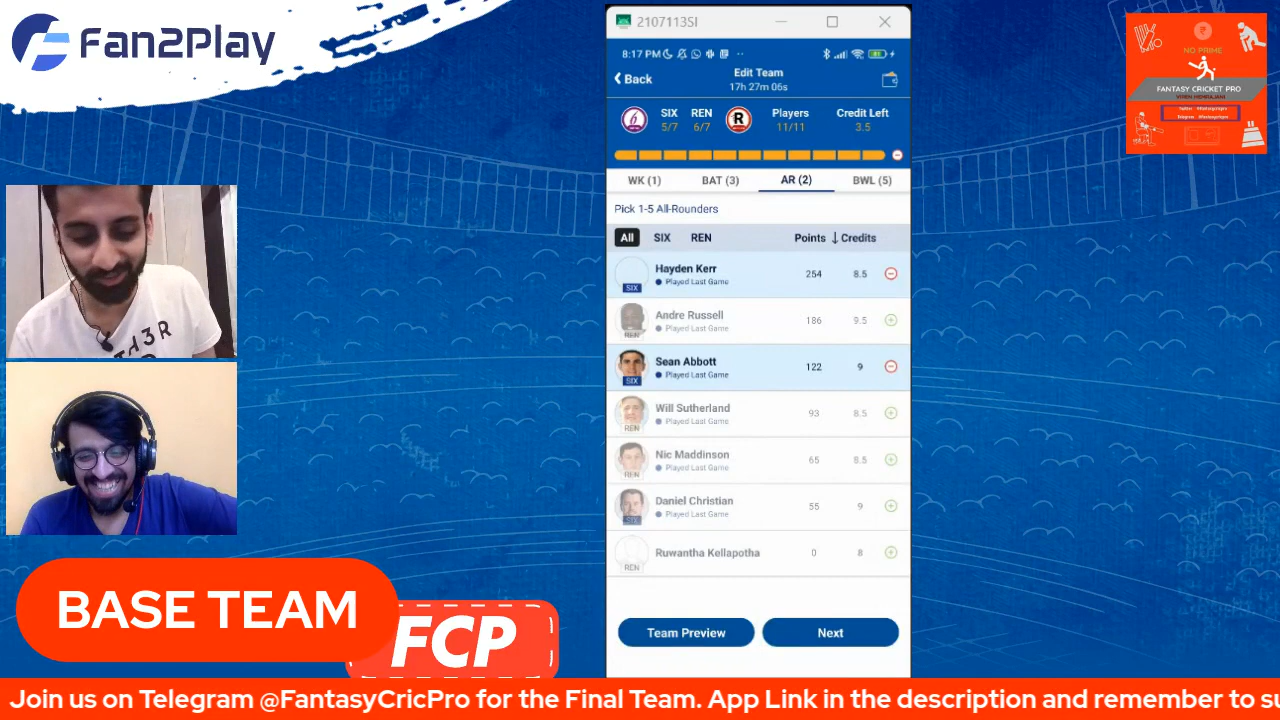 Fan2Play
2107113SI
8:17 PM
Back
Edit Team
17h 27m 06s
SIX REN Players Credit Left
5/7 6/7 11/11 3.5
WK (1) BAT (3) AR (2) BWL (5)
Pick 1-5 All-Rounders
All SIX REN Points ↓ Credits
Hayden Kerr 254 8.5
Played Last Game
SIX
Andre Russell 186 9.5
Played Last Game
REN
Sean Abbott 122 9
Played Last Game
SIX
Will Sutherland 93 8.5
Played Last Game
REN
Nic Maddinson 65 8.5
Played Last Game
REN
Daniel Christian 55 9
Played Last Game
SIX
Ruwantha Kellapotha 0 8
REN
Team Preview Next
NO PRIME
FANTASY CRICKET PRO
BASE TEAM
FCP
Join us on Telegram @FantasyCricPro for the Final Team. App Link in the description and remember to su